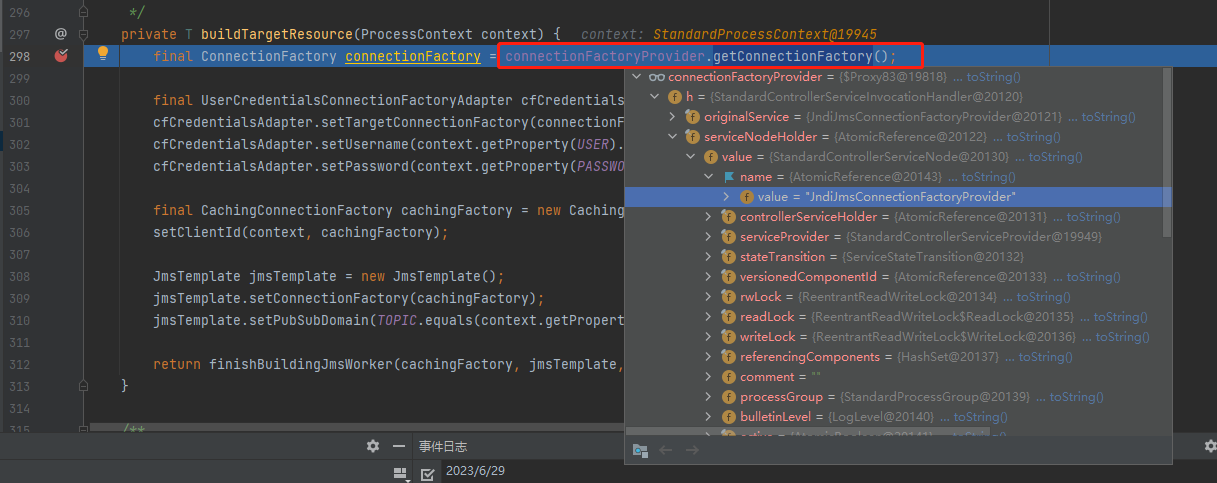 296 */
297 @ private T buildTargetResource(ProcessContext context) { context: StandardProcessContext@19945
298 final ConnectionFactory connectionFactory = connectionFactoryProvider.getConnectionFactory();
299
300 final UserCredentialsConnectionFactoryAdapter cfCredentials
301 cfCredentialsAdapter.setTargetConnectionFactory(connectionF
302 cfCredentialsAdapter.setUsername(context.getProperty(USER).
303 cfCredentialsAdapter.setPassword(context.getProperty(PASSWO
304
305 final CachingConnectionFactory cachingFactory = new Caching
306 setClientId(context, cachingFactory);
307
308 JmsTemplate jmsTemplate = new JmsTemplate();
309 jmsTemplate.setConnectionFactory(cachingFactory);
310 jmsTemplate.setPubSubDomain(TOPIC.equals(context.getPropert
311
312 return finishBuildingJmsWorker(cachingFactory, jmsTemplate,
313 }
314
315 /**
connectionFactoryProvider = {$Proxy83@19818} ... toString()
h = {StandardControllerServiceInvocationHandler@20120}
originalService = {JndiJmsConnectionFactoryProvider@20121} ... toString()
serviceNodeHolder = {AtomicReference@20122} ... toString()
value = {StandardControllerServiceNode@20130} ... toString()
name = {AtomicReference@20143} ... toString()
value = "JndiJmsConnectionFactoryProvider"
controllerServiceHolder = {AtomicReference@20131} ... toString()
serviceProvider = {StandardControllerServiceProvider@19949}
stateTransition = {ServiceStateTransition@20132}
versionedComponentId = {AtomicReference@20133} ... toString()
rwLock = {ReentrantReadWriteLock@20134} ... toString()
readLock = {ReentrantReadWriteLock$ReadLock@20135} ... toString()
writeLock = {ReentrantReadWriteLock$WriteLock@20136} ... toString()
referencingComponents = {HashSet@20137} ... toString()
comment = ""
processGroup = {StandardProcessGroup@20139} ... toString()
bulletinLevel = {LogLevel@20140} ... toString()
active = {AtomicBoolean@20141} ... toString()
事件日志
2023/6/29